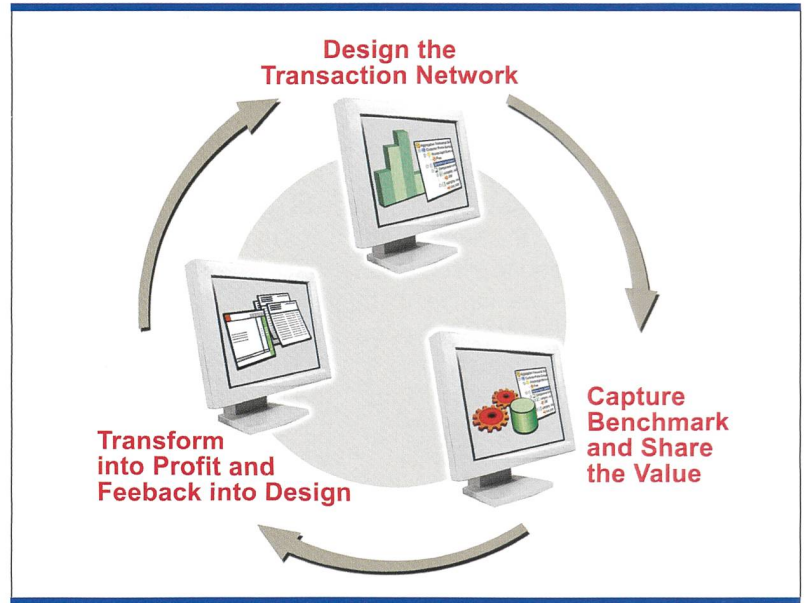 Design the
Transaction Network
Capture
Benchmark
and Share
the Value
Transform
into Profit and
Feeback into Design